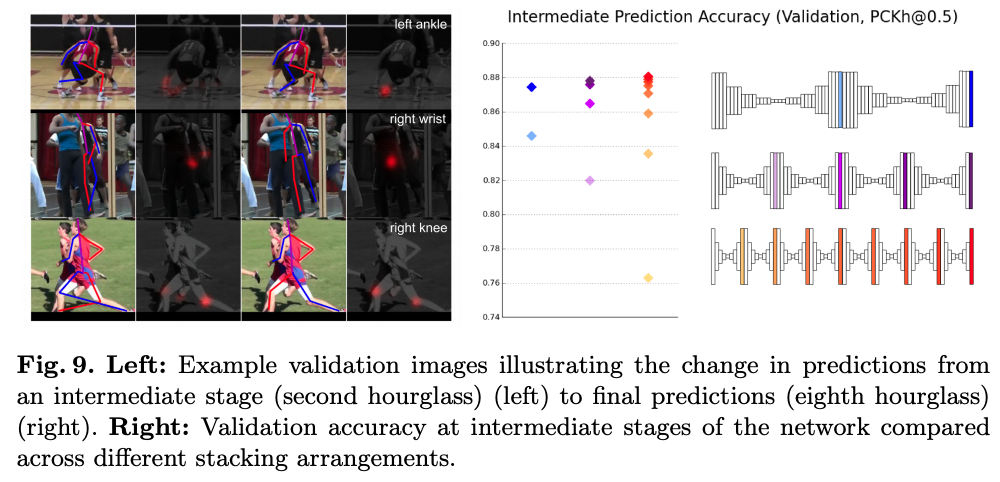 left ankle
right wrist
right knee
Intermediate Prediction Accuracy (Validation, PCKh@0.5)
0.90
0.88
0.86
0.84
0.82
0.80
0.78
0.76
0.74
Fig. 9. Left: Example validation images illustrating the change in predictions from
an intermediate stage (second hourglass) (left) to final predictions (eighth hourglass)
(right). Right: Validation accuracy at intermediate stages of the network compared
across different stacking arrangements.